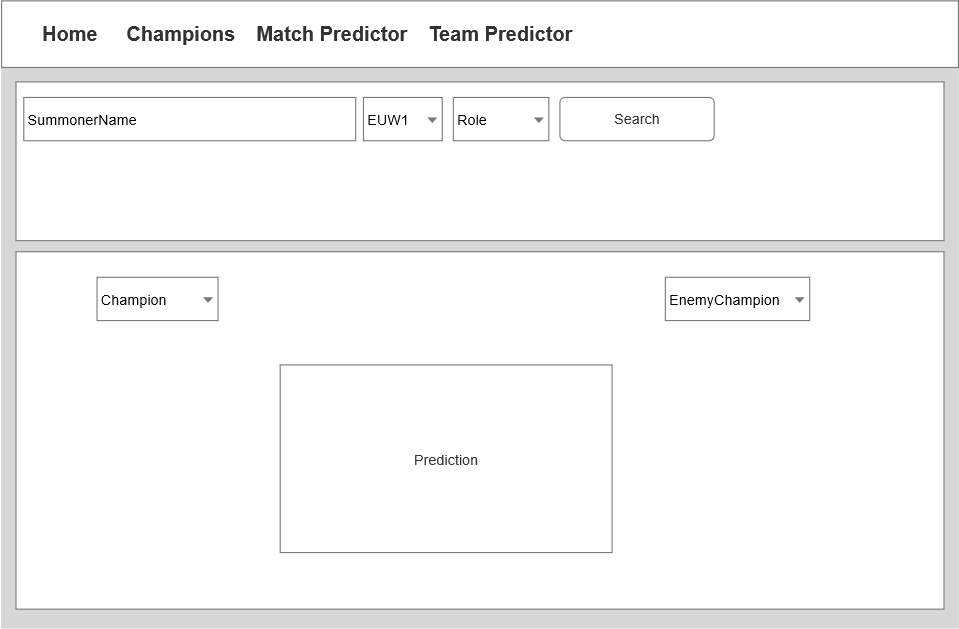 Home Champions Match Predictor Team Predictor
SummonerName EUW1 Role Search
Champion EnemyChampion
Prediction